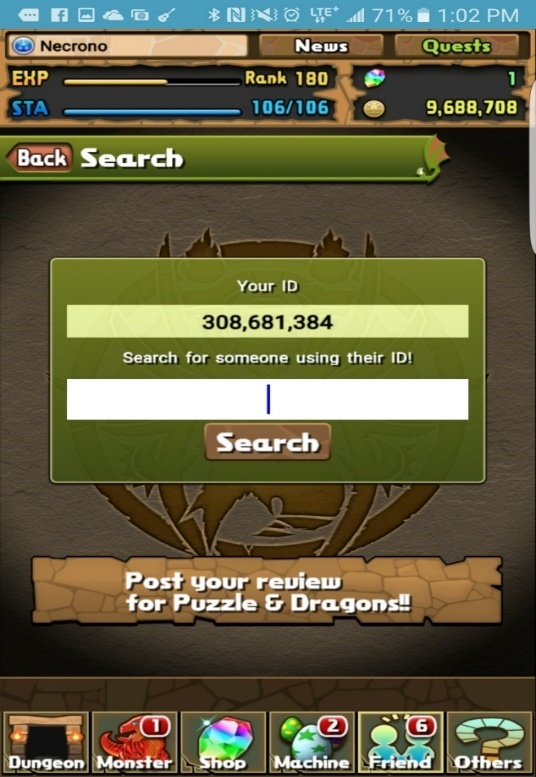 LTE+ 71% 1:02 PM
Necrono News Quests
EXP Rank 180 1
STA 106/106 9,688,708
Back Search
Your ID
308,681,384
Search for someone using their ID!
Search
Post your review
for Puzzle & Dragons!!
1 2 6
Dungeon Monster Shop Machine Friend Others